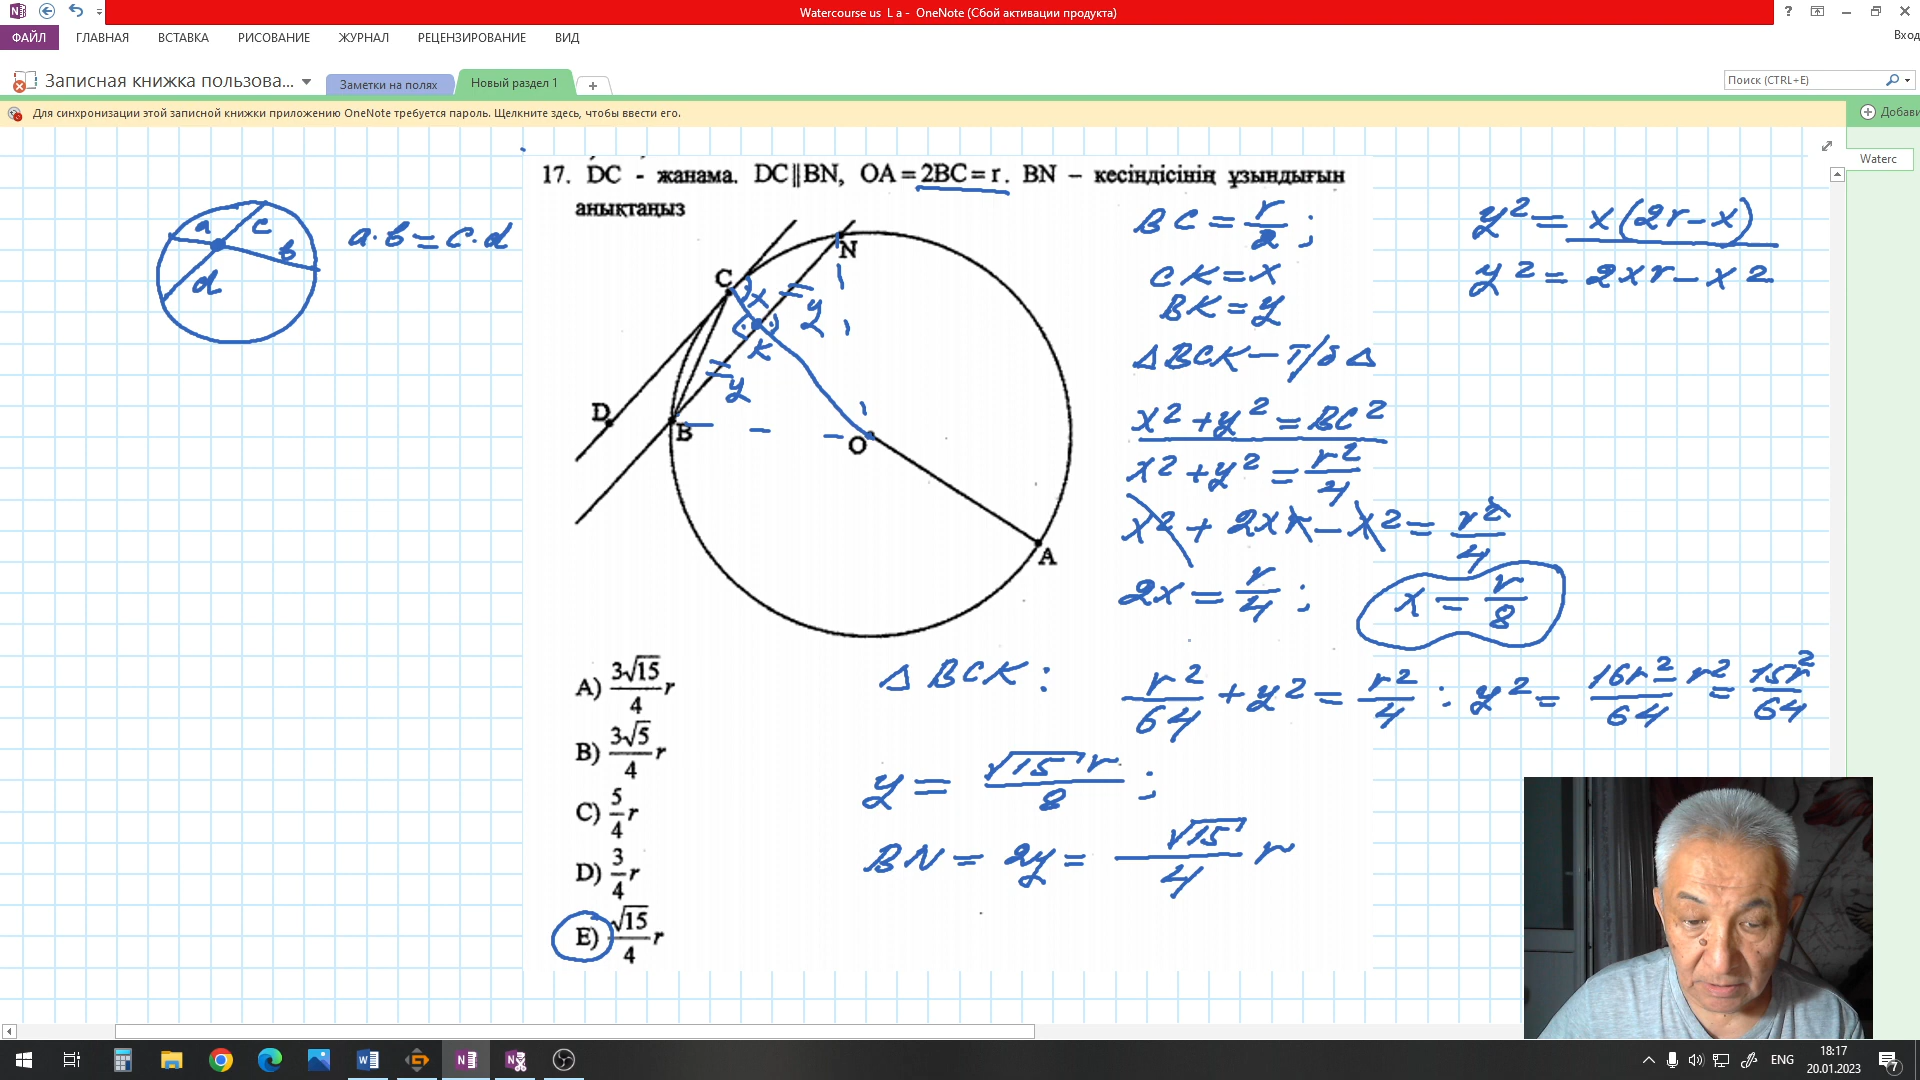 Watercourse us L a - OneNote (Сбой активации продукта)
ФАЙЛ ГЛАВНАЯ ВСТАВКА РИСОВАНИЕ ЖУРНАЛ РЕЦЕНЗИРОВАНИЕ ВИД
Вход
Записная книжка пользова...
Заметки на полях
Новый раздел 1
Поиск (CTRL+E)
Для синхронизации этой записной книжки приложению OneNote требуется пароль. Щелкните здесь, чтобы ввести его.
Добави
Waterc
17. DC - жанама. DC∥BN, OA = 2BC = r. BN – кесіндісінің ұзындығын
анықтаңыз
a c b d
a·b = c·d
N
C
x
y
K
y
D
B
O
A
BC = r/2 ;
CK = x
BK = y
△BCK – T/δ △
x² + y² = BC²
x² + y² = r²/4
x² + 2xr – x² = r²/4
2x = r/4 ;
x = r/8
y² = x(2r – x)
y² = 2xr – x²
△BCK : r²/64 + y² = r²/4 : y² = 16r² – r²/64 = 15r²/64
y = √15 r/8 ;
BN = 2y = √15/4 r
A) 3√15/4 r
B) 3√5/4 r
C) 5/4 r
D) 3/4 r
E) √15/4 r
ENG
18:17
20.01.2023
7